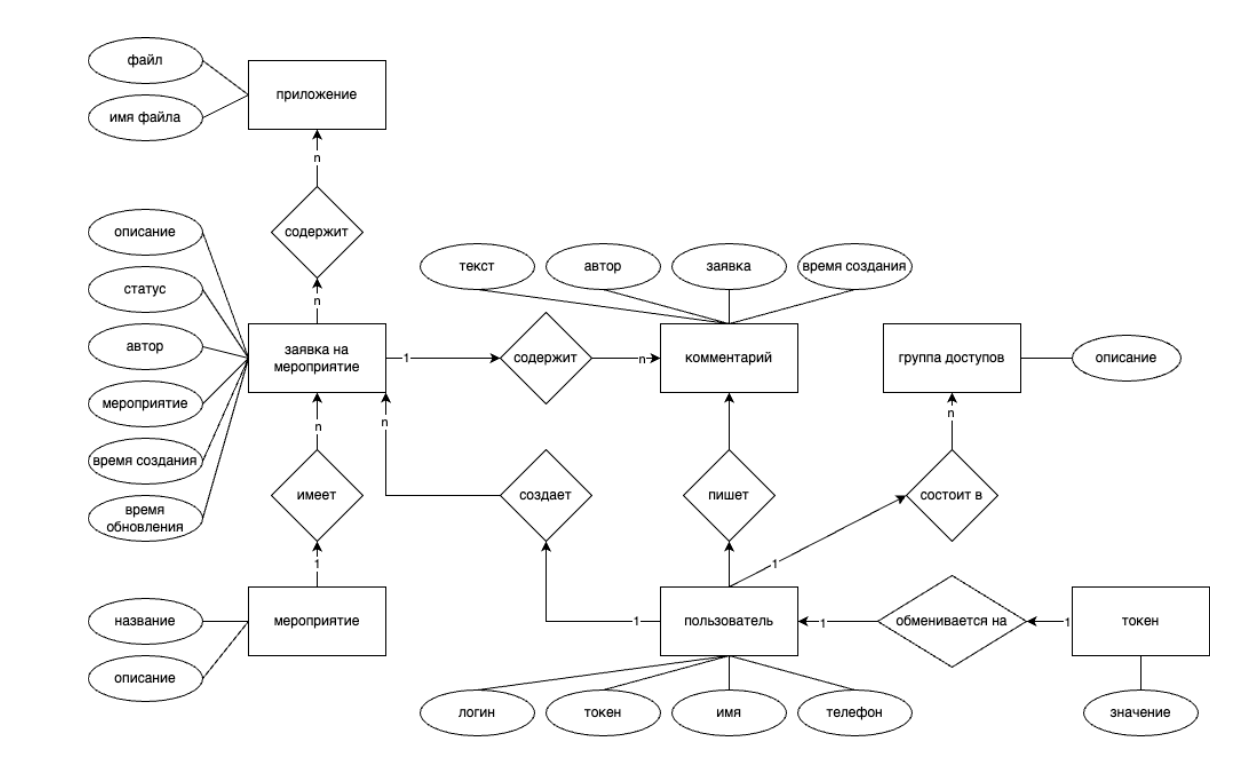 файл
приложение
имя файла
n
содержит
n
описание
статус
автор
мероприятие
время создания
время
обновления
заявка на
мероприятие
1
содержит
n
текст
автор
заявка
время создания
комментарий
группа доступов
описание
n
n
n
имеет
создает
пишет
состоит в
1
1
название
описание
мероприятие
1
пользователь
1
обменивается на
1
токен
логин
токен
имя
телефон
значение